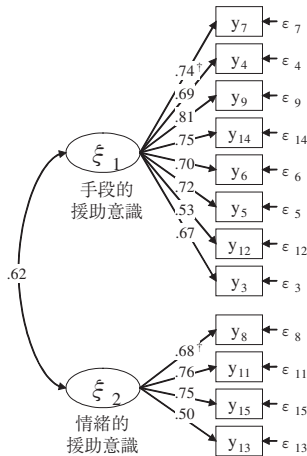 .74† y7 ε7
.69 y4 ε4
.81 y9 ε9
.75 y14 ε14
ξ1
.70 y6 ε6
手段的
援助意識
.72 y5 ε5
.53 y12 ε12
.67 y3 ε3
.62
.68† y8 ε8
.76 y11 ε11
ξ2
.75 y15 ε15
情緒的
援助意識
.50 y13 ε13